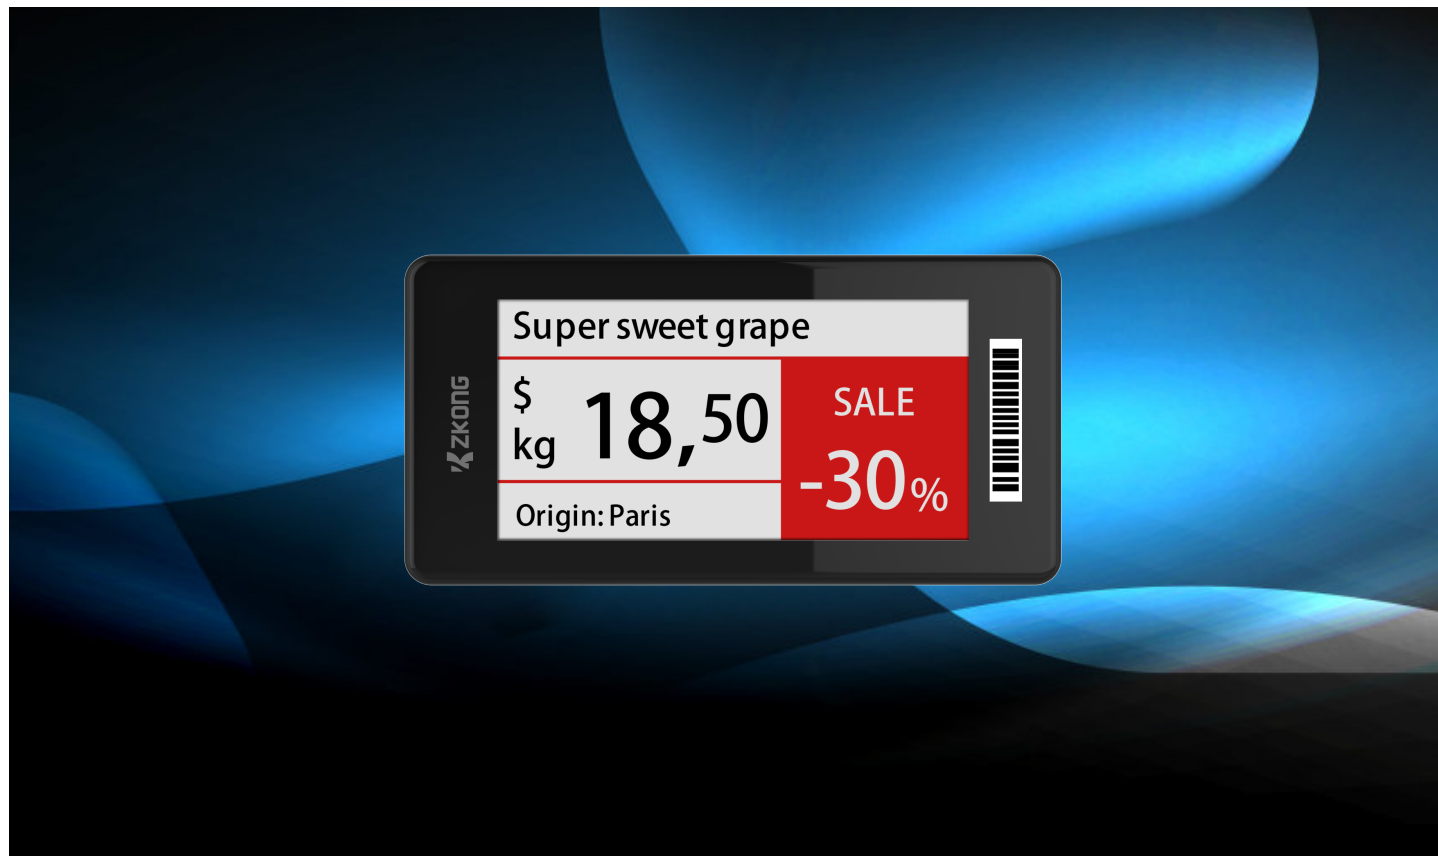 Super sweet grape
$
kg
18,50
Origin: Paris
SALE
-30%
ZKONG